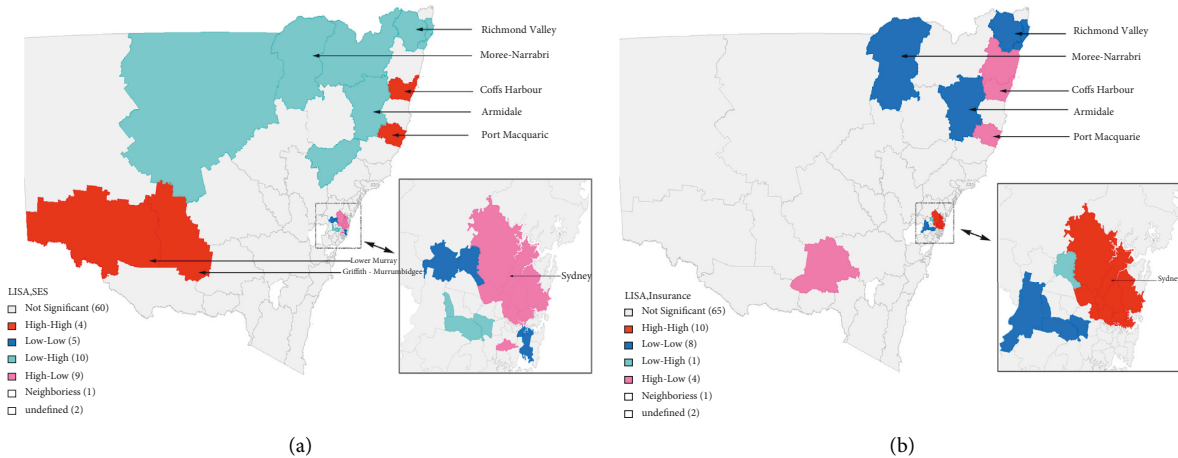 Richmond Valley
Moree-Narrabri
Coffs Harbour
Armidale
Port Macquaric
Lower Murray
Griffith - Murrumbidgee
Sydney
LISA,SES
Not Significant (60)
High-High (4)
Low-Low (5)
Low-High (10)
High-Low (9)
Neighboriess (1)
undefined (2)
(a)
Richmond Valley
Moree-Narrabri
Coffs Harbour
Armidale
Port Macquarie
Sydney
LISA,Insurance
Not Significant (65)
High-High (10)
Low-Low (8)
Low-High (1)
High-Low (4)
Neighboriess (1)
undefined (2)
(b)